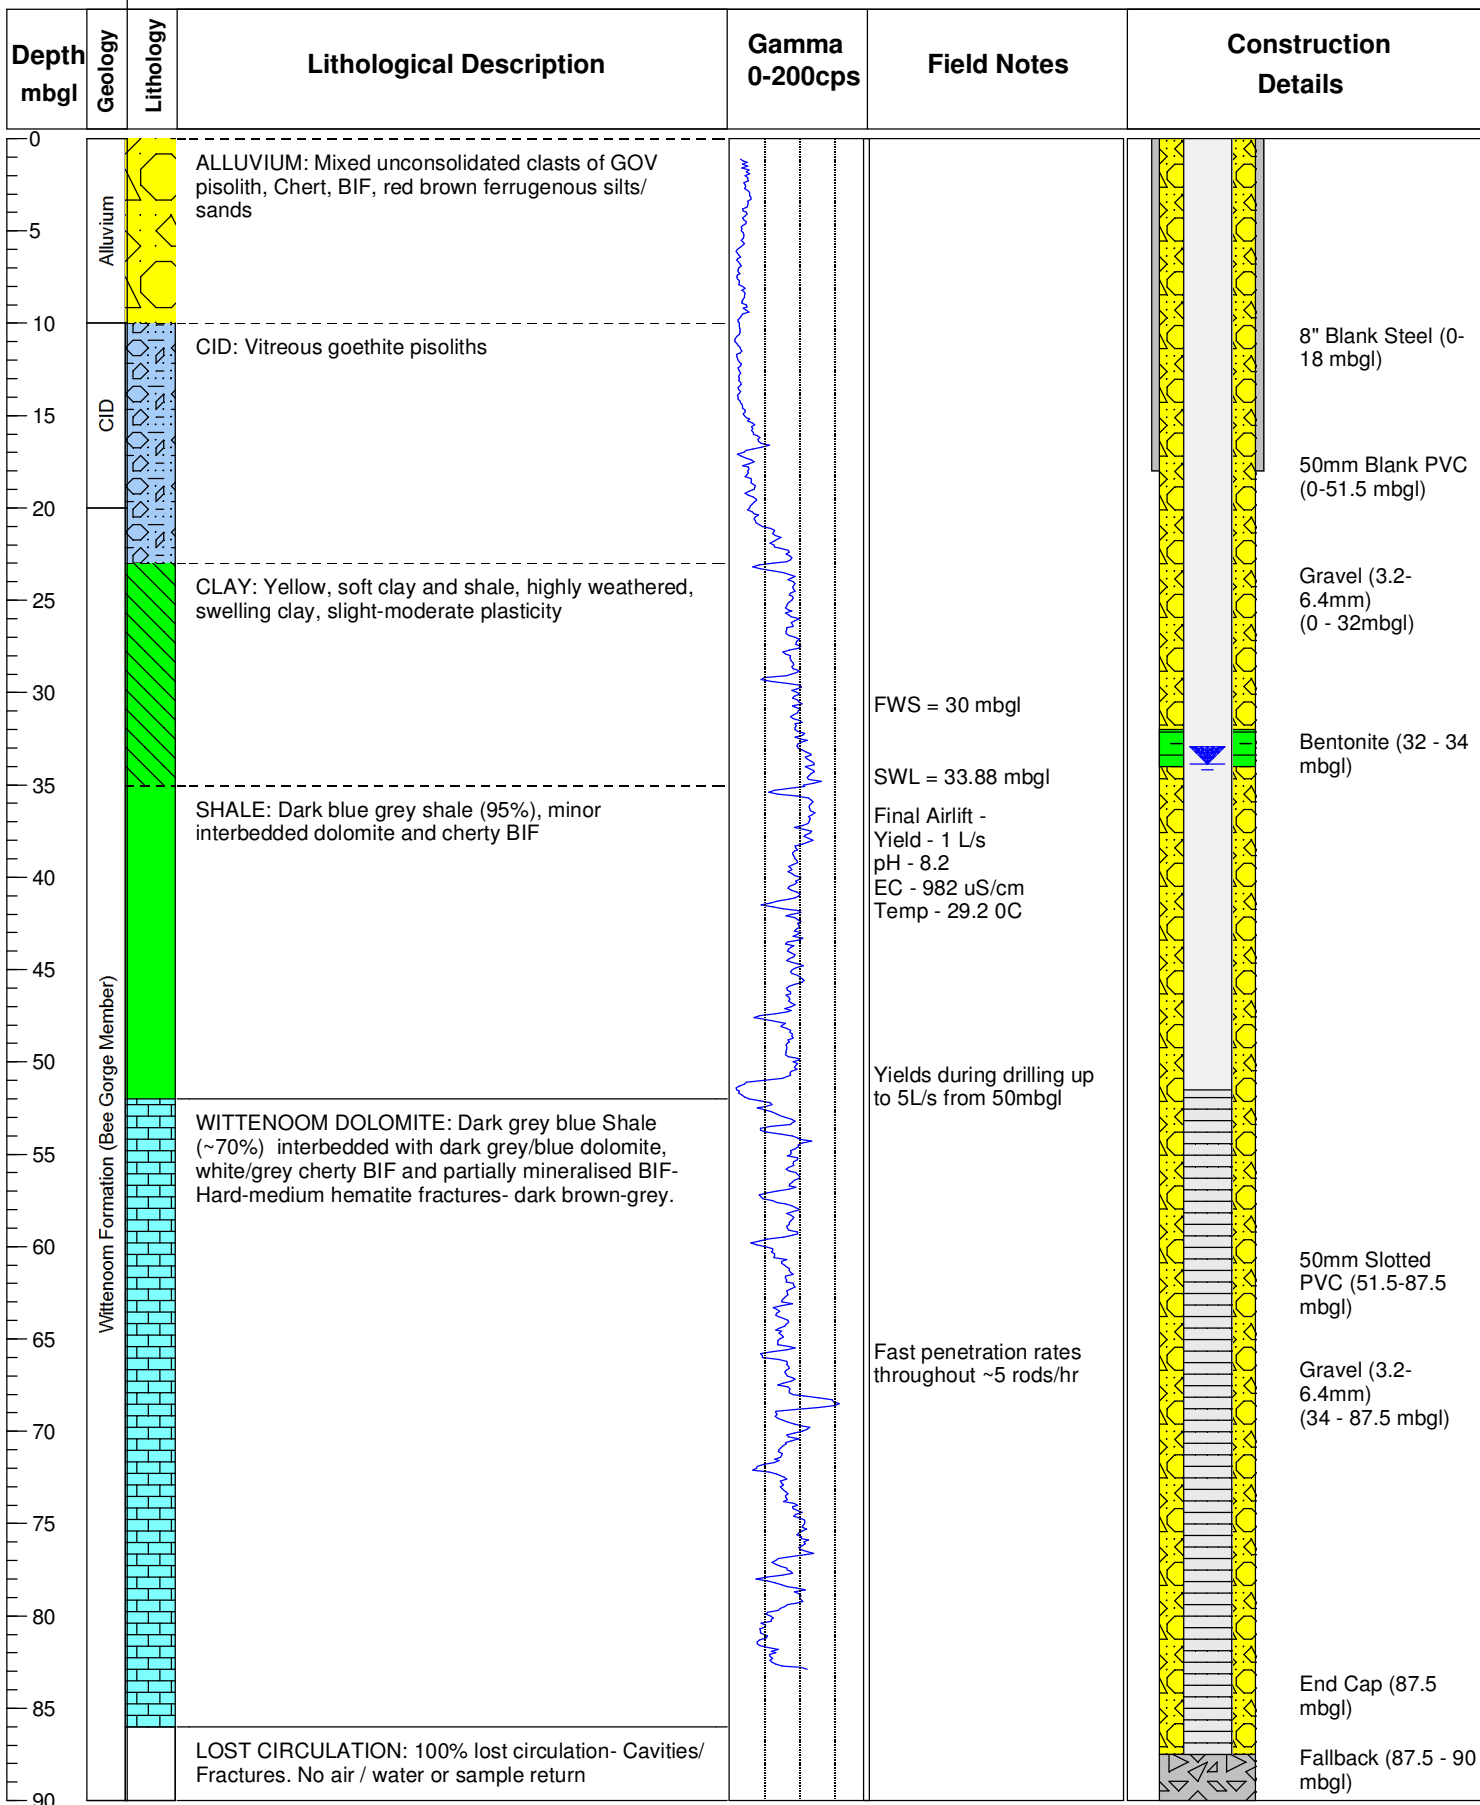 Depth
mbgl
Geology
Lithology
Lithological Description
Gamma
0-200cps
Field Notes
Construction
Details
0
5
10
15
20
25
30
35
40
45
50
55
60
65
70
75
80
85
90
Alluvium
CID
Wittenoom Formation (Bee Gorge Member)
ALLUVIUM: Mixed unconsolidated clasts of GOV
pisolith, Chert, BIF, red brown ferrugenous silts/
sands
CID: Vitreous goethite pisoliths
CLAY: Yellow, soft clay and shale, highly weathered,
swelling clay, slight-moderate plasticity
SHALE: Dark blue grey shale (95%), minor
interbedded dolomite and cherty BIF
WITTENOOM DOLOMITE: Dark grey blue Shale
(~70%)  interbedded with dark grey/blue dolomite,
white/grey cherty BIF and partially mineralised BIF-
Hard-medium hematite fractures- dark brown-grey.
LOST CIRCULATION: 100% lost circulation- Cavities/
Fractures. No air / water or sample return
FWS = 30 mbgl
SWL = 33.88 mbgl
Final Airlift -
Yield - 1 L/s
pH - 8.2
EC - 982 uS/cm
Temp - 29.2 0C
Yields during drilling up
to 5L/s from 50mbgl
Fast penetration rates
throughout ~5 rods/hr
8" Blank Steel (0-
18 mbgl)
50mm Blank PVC
(0-51.5 mbgl)
Gravel (3.2-
6.4mm)
(0 - 32mbgl)
Bentonite (32 - 34
mbgl)
50mm Slotted
PVC (51.5-87.5
mbgl)
Gravel (3.2-
6.4mm)
(34 - 87.5 mbgl)
End Cap (87.5
mbgl)
Fallback (87.5 - 90
mbgl)